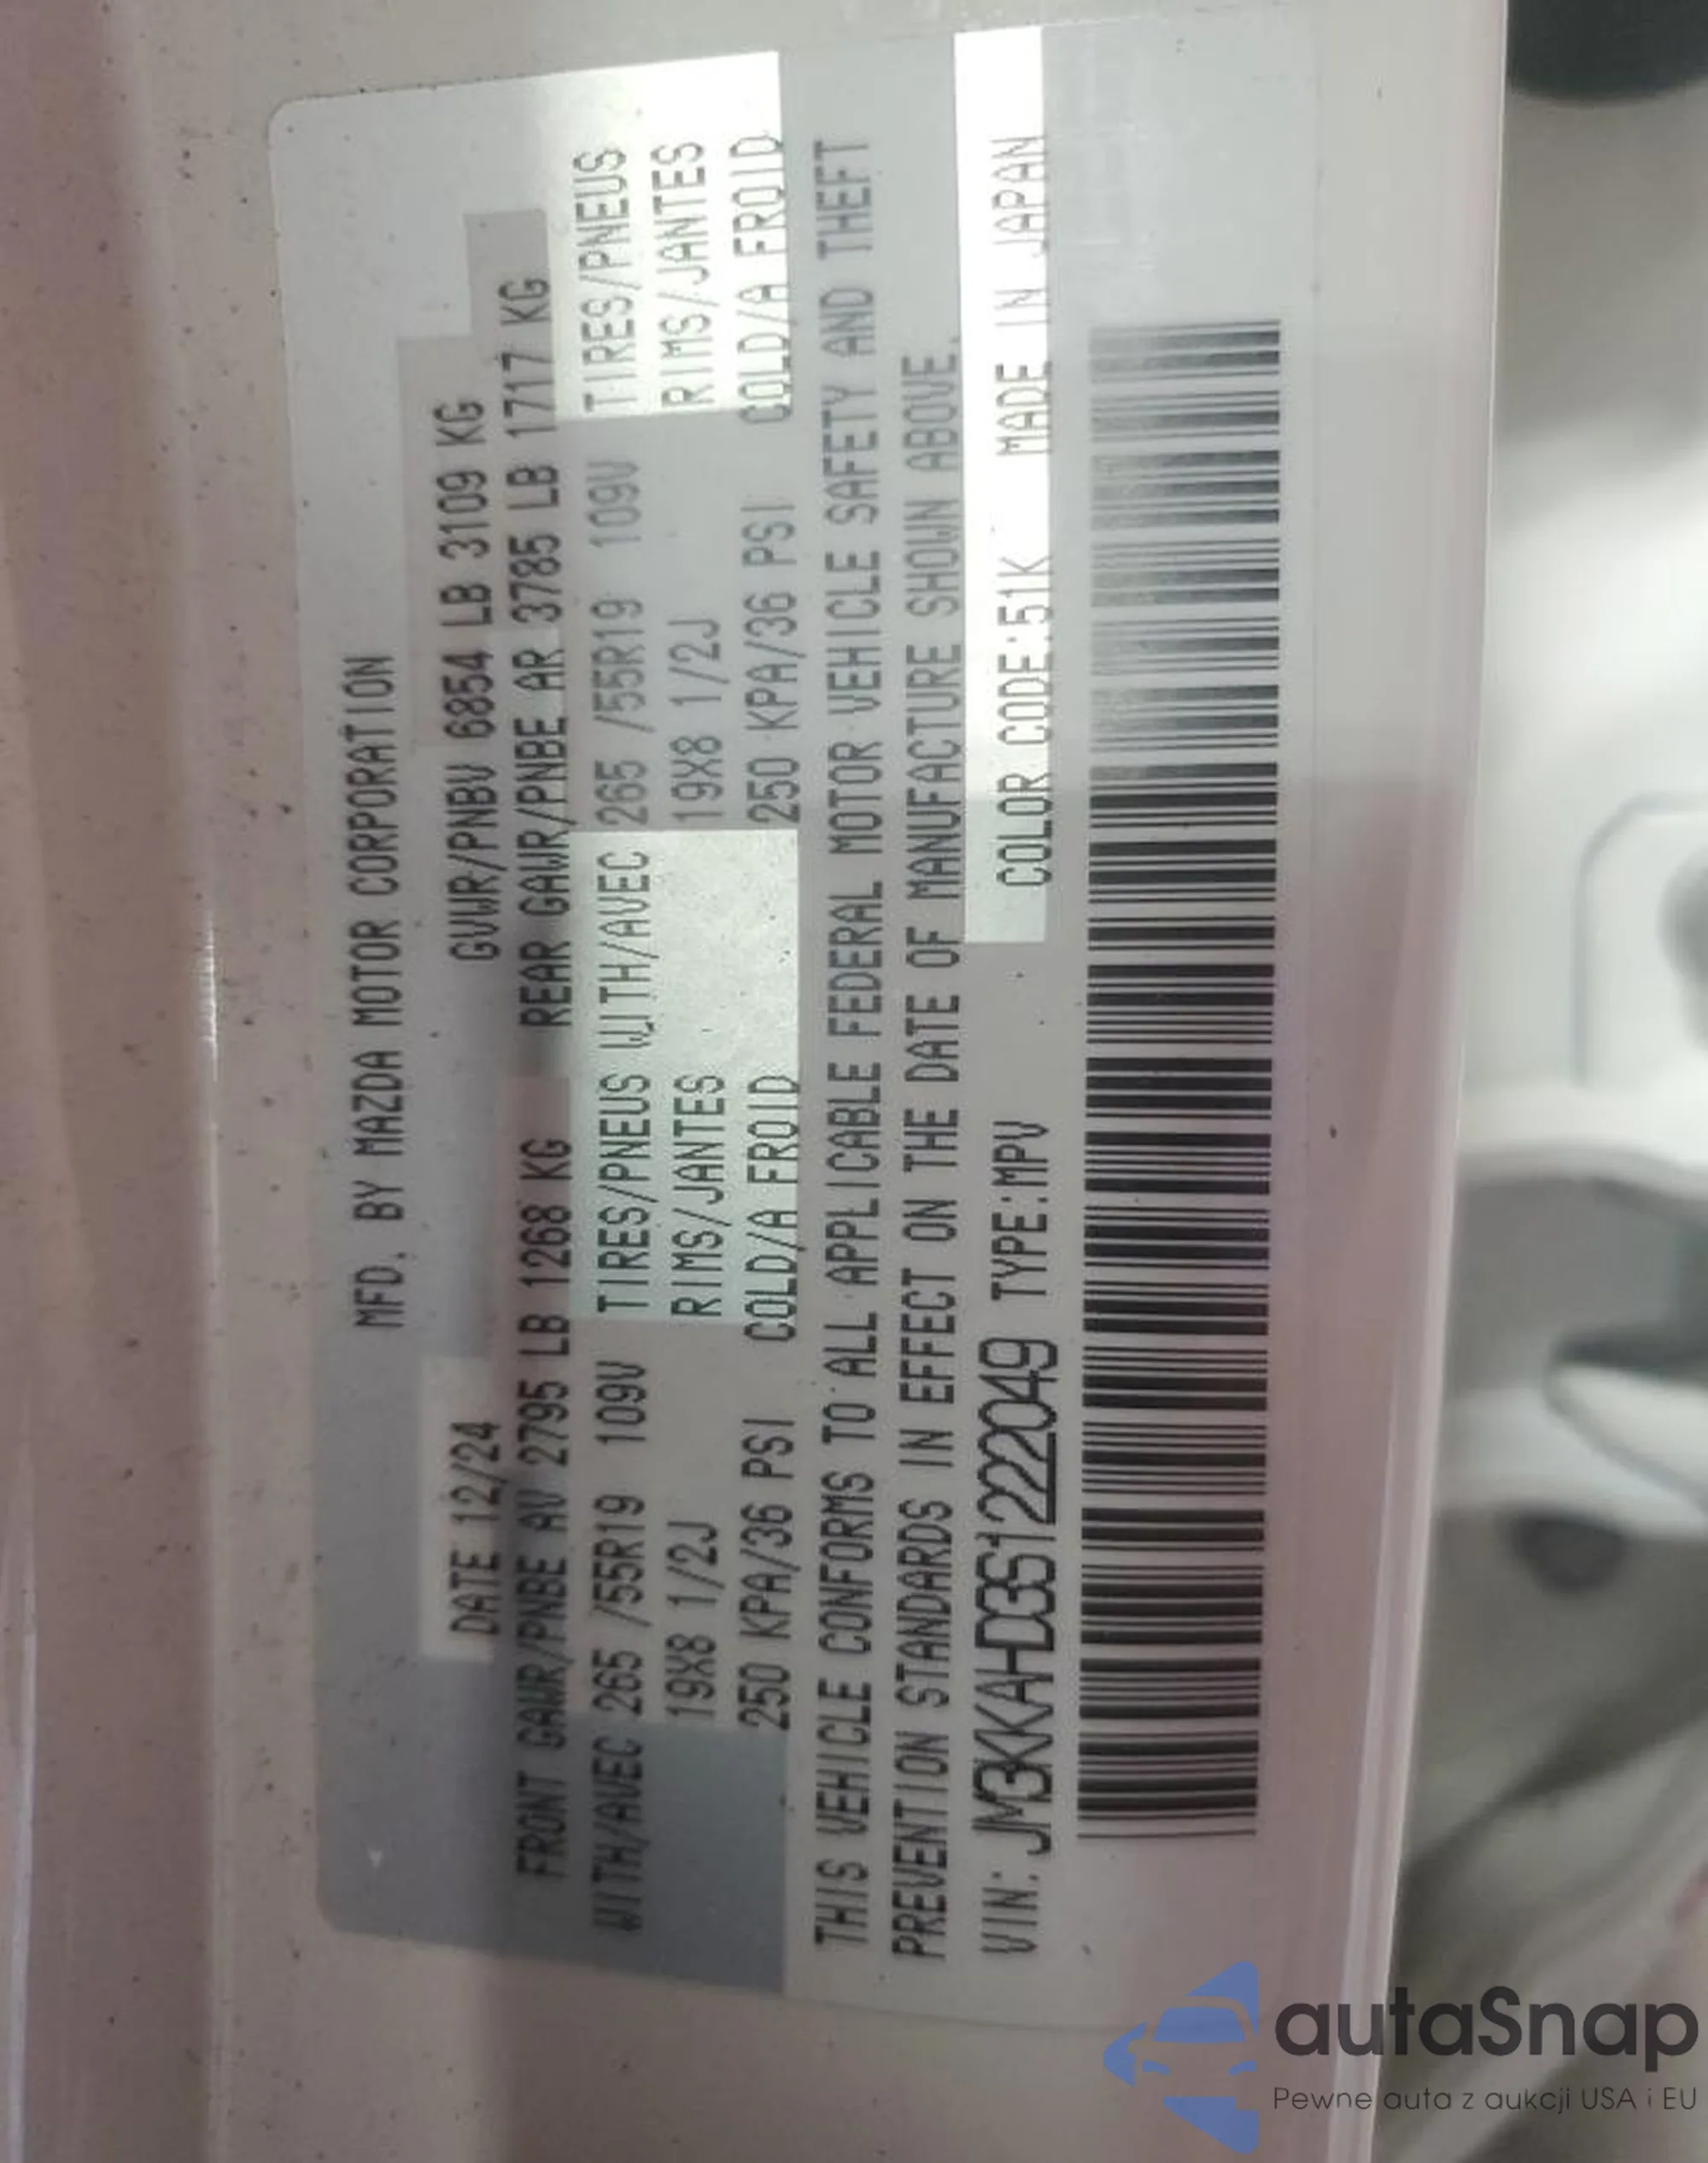 MFD. BY MAZDA MOTOR CORPORATION
DATE 12/24 GVWR/PNBV 6854 LB 3109 KG
FRONT GAWR/PNBE AV 2795 LB 1268 KG REAR GAWR/PNBE AR 3785 LB 1717 KG
WITH/AVEC 265 /55R19 109V TIRES/PNEUS WITH/AVEC 265 /55R19 109V TIRES/PNEUS
19X8 1/2J RIMS/JANTES 19X8 1/2J RIMS/JANTES
250 KPA/36 PSI COLD/A FROID 250 KPA/36 PSI COLD/A FROID
THIS VEHICLE CONFORMS TO ALL APPLICABLE FEDERAL MOTOR VEHICLE SAFETY AND THEFT
PREVENTION STANDARDS IN EFFECT ON THE DATE OF MANUFACTURE SHOWN ABOVE.
VIN: JM3KKAHD3S1222049 TYPE:MPV COLOR CODE:51K MADE IN JAPAN
autaSnap
Pewne auta z aukcji USA i EU